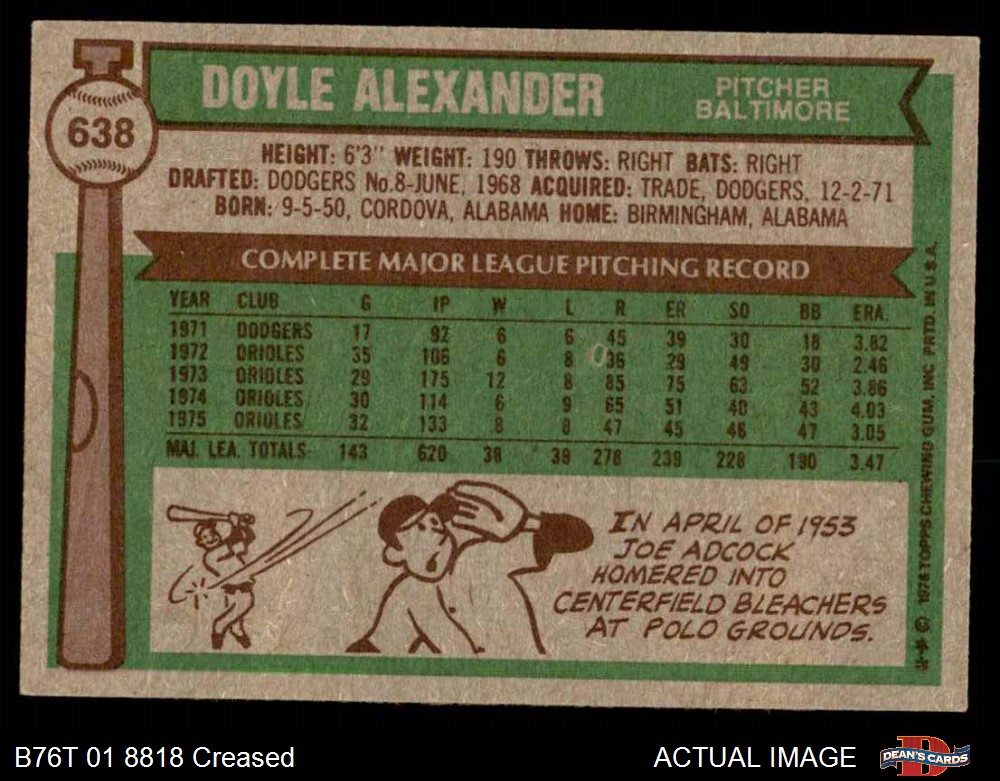 638
DOYLE ALEXANDER
PITCHER
BALTIMORE
HEIGHT: 6'3" WEIGHT: 190 THROWS: RIGHT BATS: RIGHT
DRAFTED: DODGERS No.8-JUNE, 1968 ACQUIRED: TRADE, DODGERS, 12-2-71
BORN: 9-5-50, CORDOVA, ALABAMA HOME: BIRMINGHAM, ALABAMA
COMPLETE MAJOR LEAGUE PITCHING RECORD
YEAR CLUB G IP W L R ER SO BB ERA.
1971 DODGERS 17 92 6 6 45 39 30 18 3.82
1972 ORIOLES 35 106 6 8 36 29 49 30 2.46
1973 ORIOLES 29 175 12 8 85 75 63 52 3.86
1974 ORIOLES 30 114 6 9 65 51 40 43 4.03
1975 ORIOLES 32 133 8 8 47 45 46 47 3.05
MAJ. LEA. TOTALS 143 620 38 39 278 239 228 190 3.47
IN APRIL OF 1953
JOE ADCOCK
HOMERED INTO
CENTERFIELD BLEACHERS
AT POLO GROUNDS.
** © 1976 TOPPS CHEWING GUM, INC PRTD. IN U.S.A.
B76T 01 8818 Creased
ACTUAL IMAGE
DEAN'S CARDS